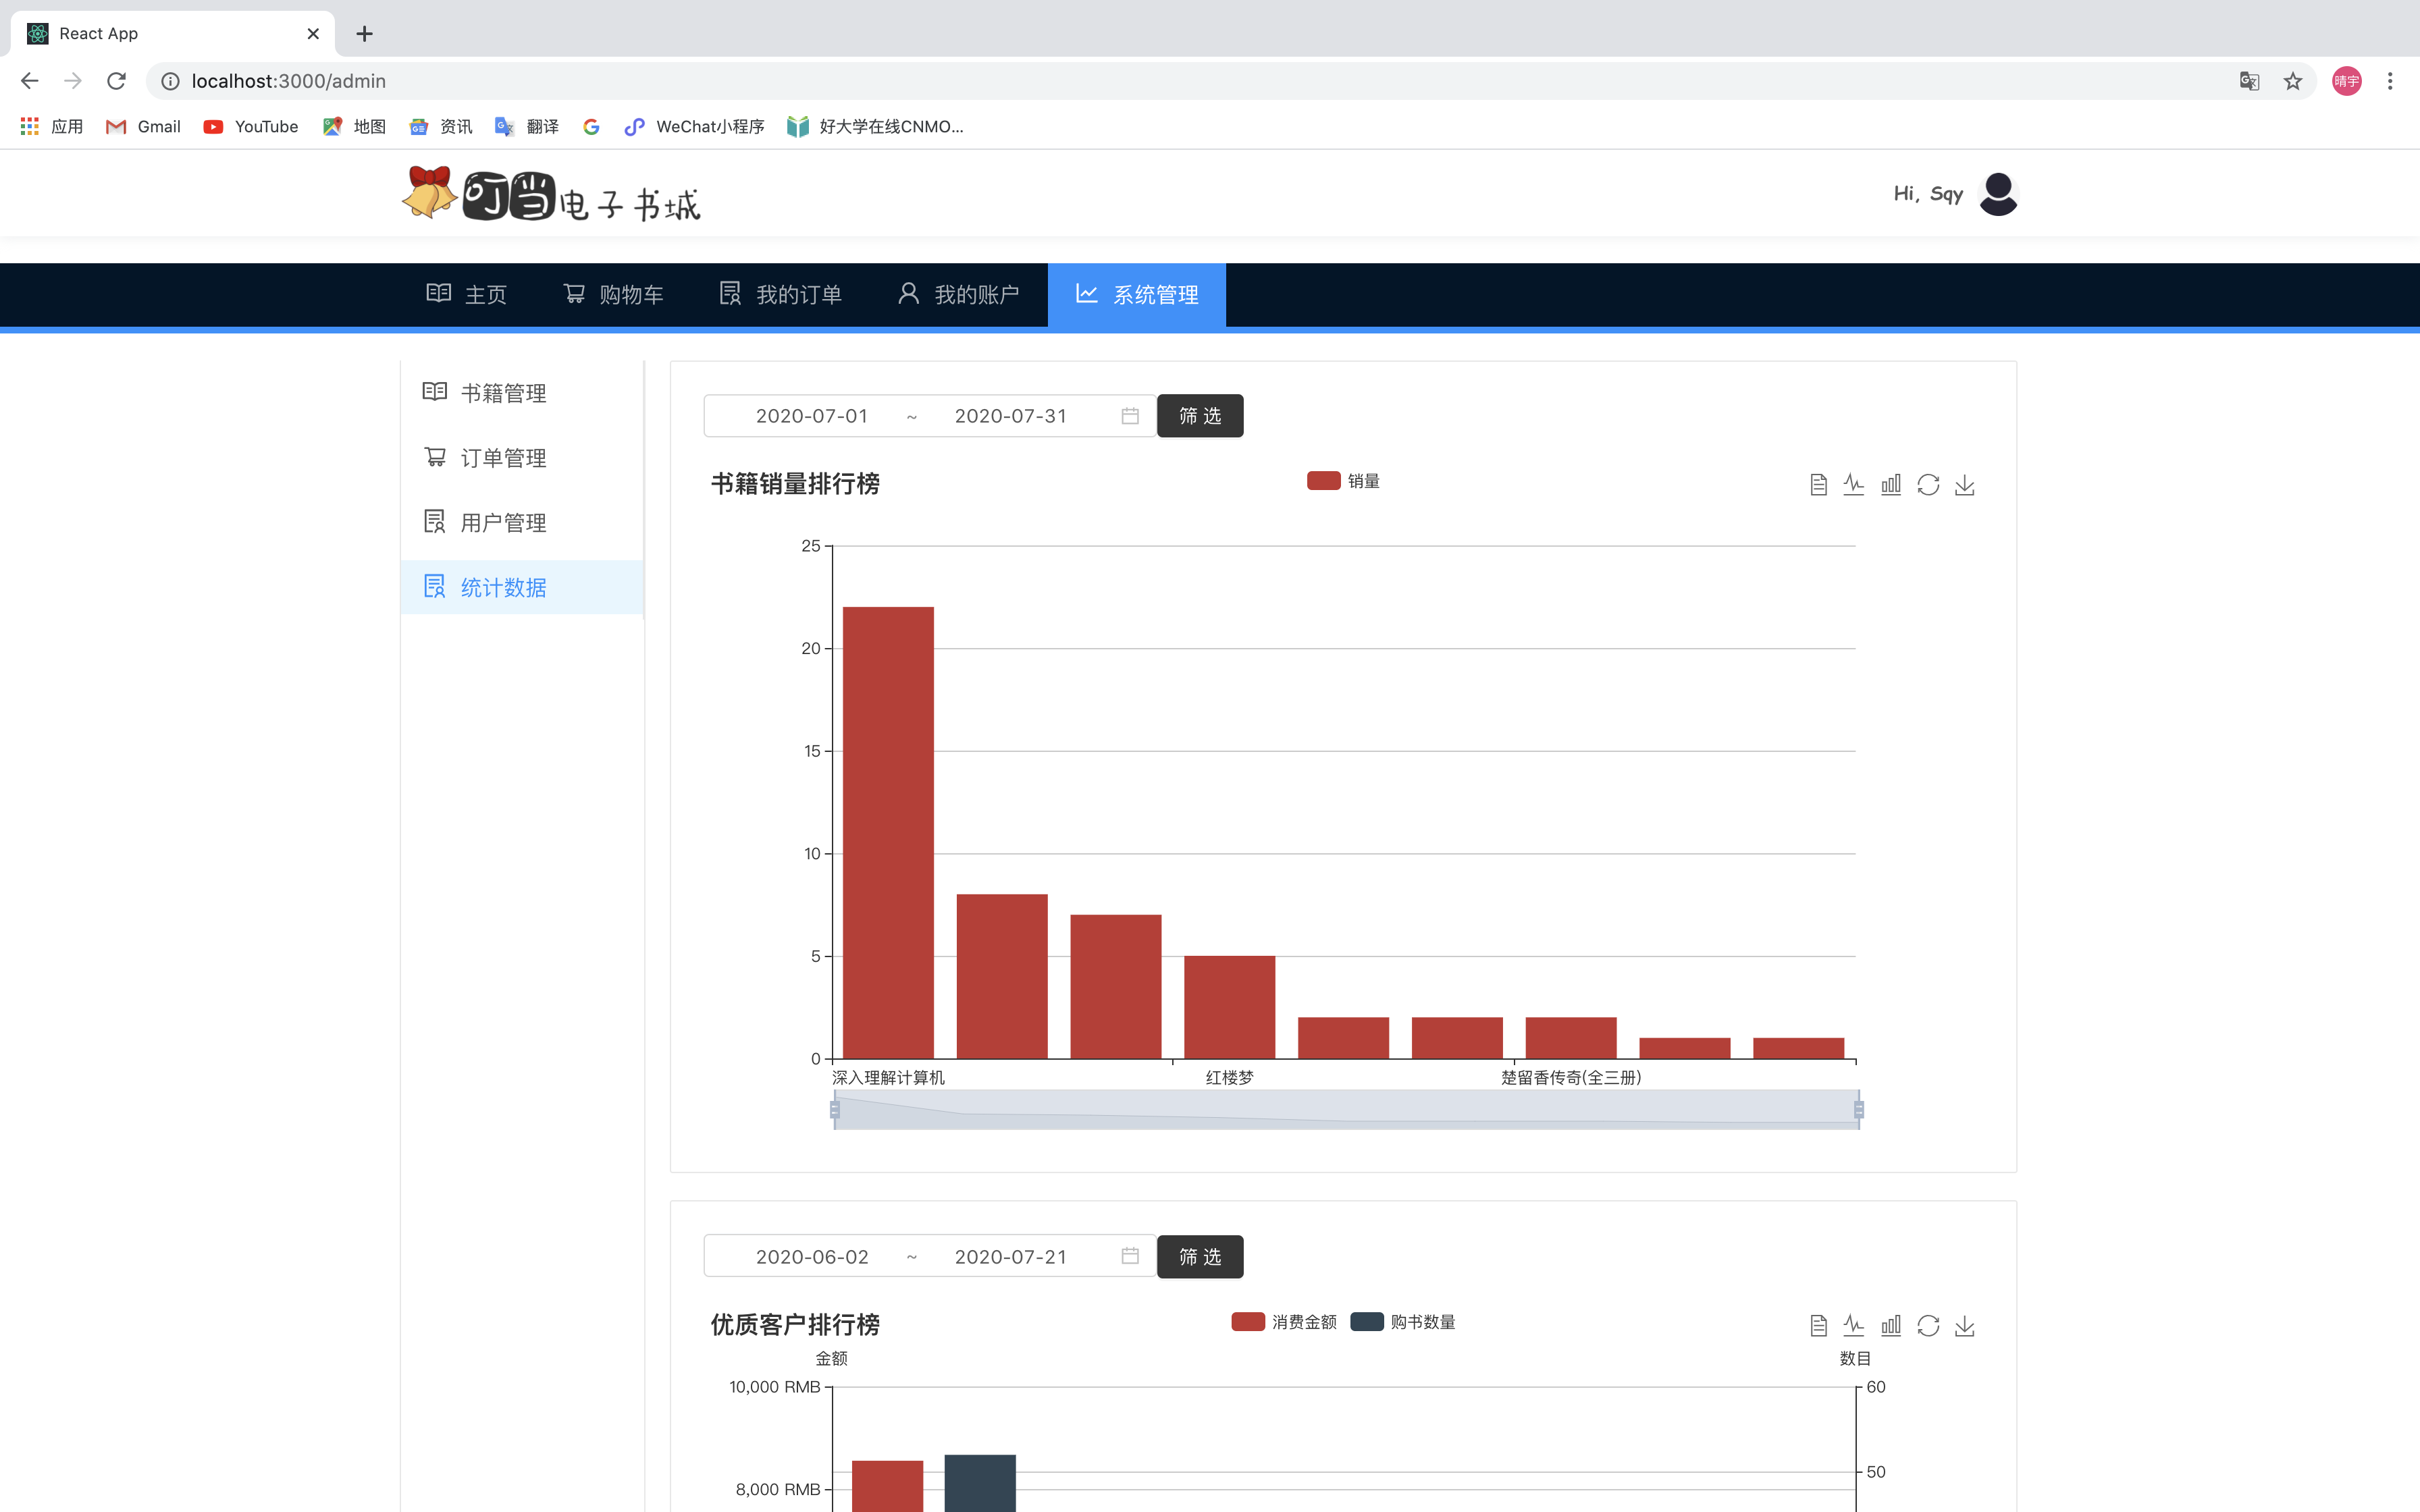 React App
localhost:3000/admin
晴宇
应用 Gmail YouTube 地图 资讯 翻译 WeChat小程序 好大学在线CNMO...
叮当电子书城
Hi, Sqy
主页 购物车 我的订单 我的账户 系统管理
书籍管理
订单管理
用户管理
统计数据
2020-07-01 ~ 2020-07-31 筛 选
书籍销量排行榜
销量
25
20
15
10
5
0
深入理解计算机 红楼梦 楚留香传奇(全三册)
2020-06-02 ~ 2020-07-21 筛 选
优质客户排行榜
消费金额 购书数量
金额 数目
10,000 RMB 60
50
8,000 RMB